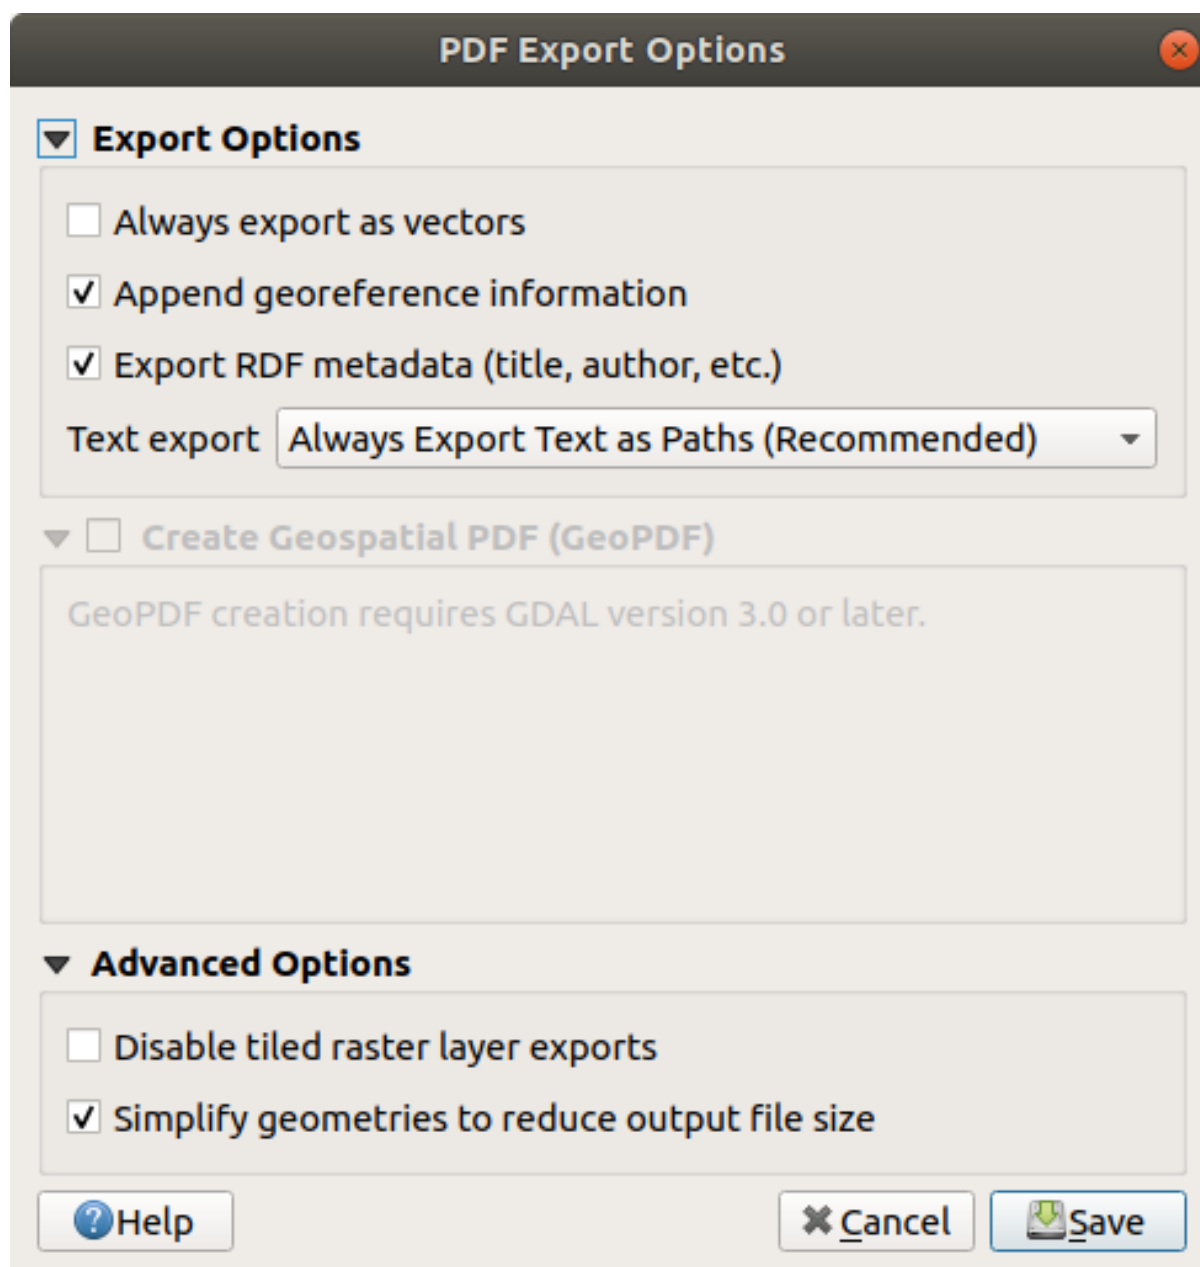 PDF Export Options
Export Options
Always export as vectors
Append georeference information
Export RDF metadata (title, author, etc.)
Text export Always Export Text as Paths (Recommended)
Create Geospatial PDF (GeoPDF)
GeoPDF creation requires GDAL version 3.0 or later.
Advanced Options
Disable tiled raster layer exports
Simplify geometries to reduce output file size
Help Cancel Save